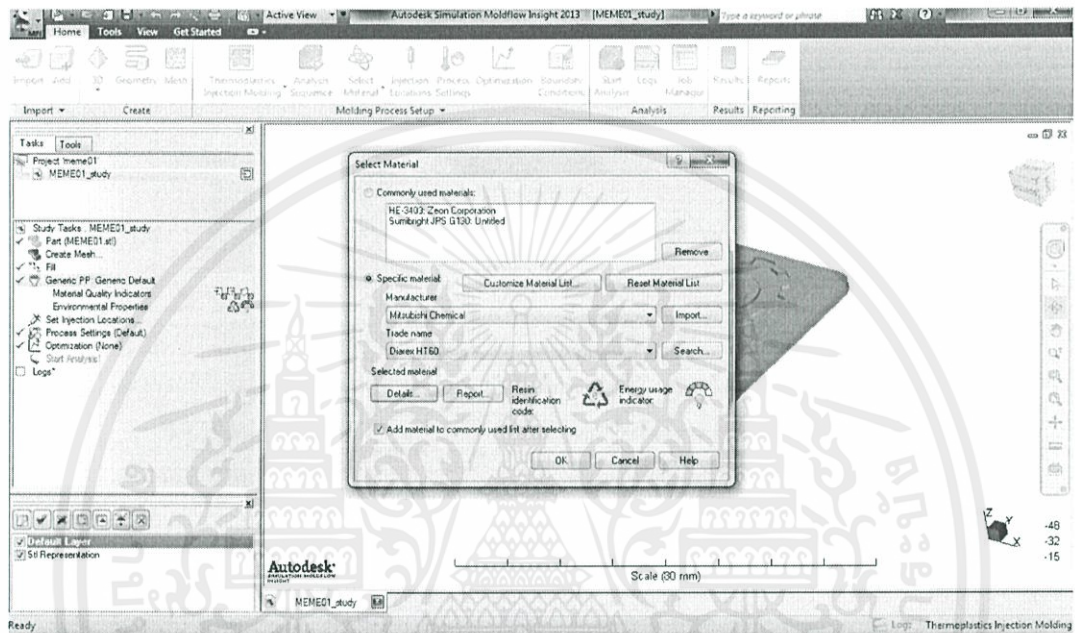 Active View
Autodesk Simulation Moldflow Insight 2013 [MEME01_study]
Type a keyword or phrase
Home Tools View Get Started
Import Add 3D Geometry Mesh Thermoplastics Injection Molding Analysis Sequence Select Material Injection Locations Process Settings Optimization Boundary Conditions Start Analysis Logs Job Manager Results Reports
Import Create Molding Process Setup Analysis Results Reporting
Tasks Tools
Project 'meme01'
MEME01_study
Study Tasks : MEME01_study
Part (MEME01.stl)
Create Mesh...
Fill
Generic PP: Generic Default
Material Quality Indicators
Environmental Properties
Set Injection Locations...
Process Settings (Default)
Optimization (None)
Start Analysis!
Logs*
Default Layer
Stl Representation
Select Material
Commonly used materials:
HE-3403: Zeon Corporation
Sumibright JPS G130: Untitled
Remove
Specific material:
Customize Material List...
Reset Material List
Manufacturer
Mitsubishi Chemical
Import...
Trade name
Diarex HT60
Search...
Selected material
Details...
Report...
Resin identification code:
Energy usage indicator:
Add material to commonly used list after selecting
OK Cancel Help
Autodesk
SIMULATION MOLDFLOW INSIGHT
Scale (30 mm)
Z
Y
X
-48
-32
-15
MEME01_study
Ready
Logs Thermoplastics Injection Molding